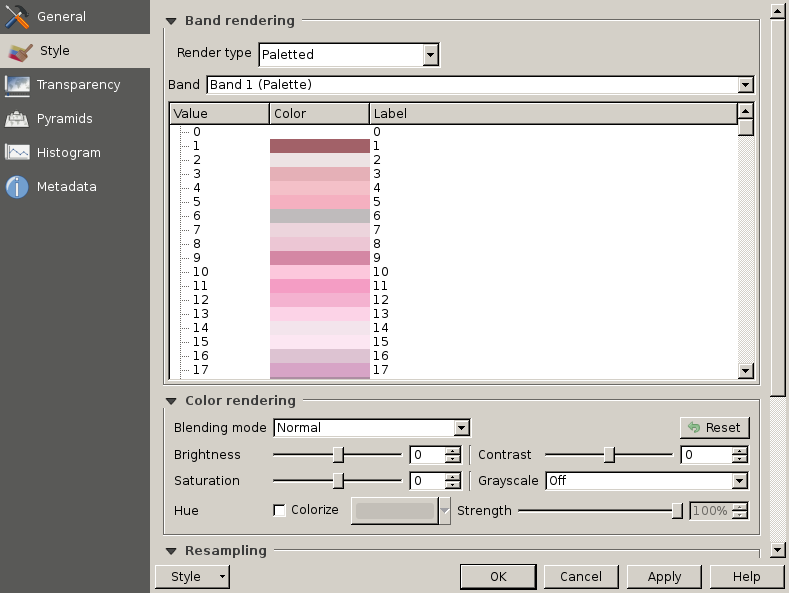 General
Style
Transparency
Pyramids
Histogram
Metadata
Band rendering
Render type Paletted
Band Band 1 (Palette)
Value Color Label
0 0
1 1
2 2
3 3
4 4
5 5
6 6
7 7
8 8
9 9
10 10
11 11
12 12
13 13
14 14
15 15
16 16
17 17
Color rendering
Blending mode Normal Reset
Brightness 0 Contrast 0
Saturation 0 Grayscale Off
Hue Colorize Strength 100%
Resampling
Style OK Cancel Apply Help